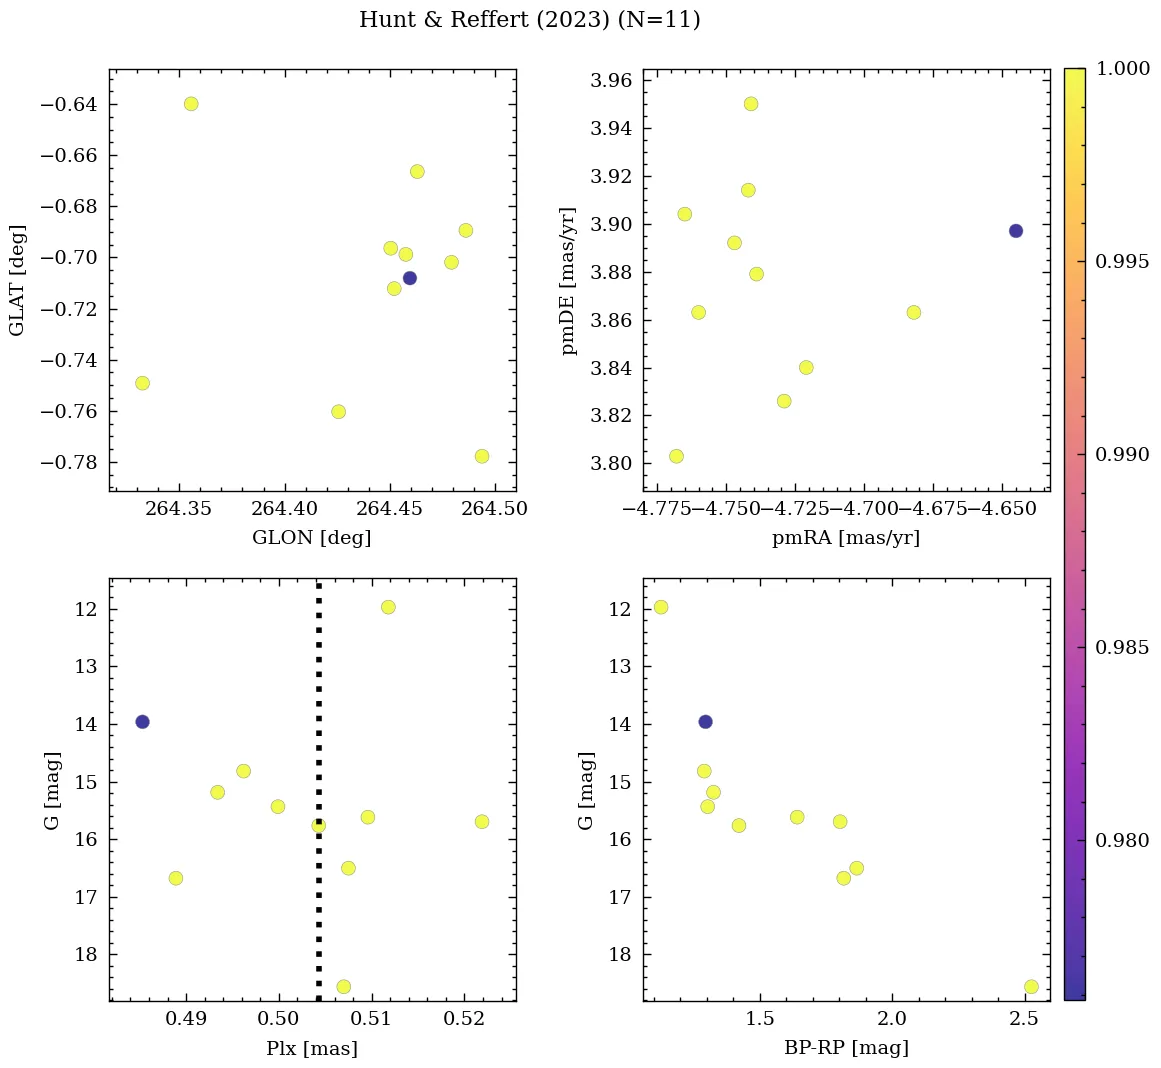 Hunt & Reffert (2023) (N=11)
−0.64
−0.66
−0.68
−0.70
−0.72
−0.74
−0.76
−0.78
GLAT [deg]
264.35 264.40 264.45 264.50
GLON [deg]
3.96
3.94
3.92
3.90
3.88
3.86
3.84
3.82
3.80
pmDE [mas/yr]
−4.775 −4.750 −4.725 −4.700 −4.675 −4.650
pmRA [mas/yr]
12
13
14
15
16
17
18
G [mag]
0.49 0.50 0.51 0.52
Plx [mas]
12
13
14
15
16
17
18
G [mag]
1.5 2.0 2.5
BP-RP [mag]
1.000
0.995
0.990
0.985
0.980